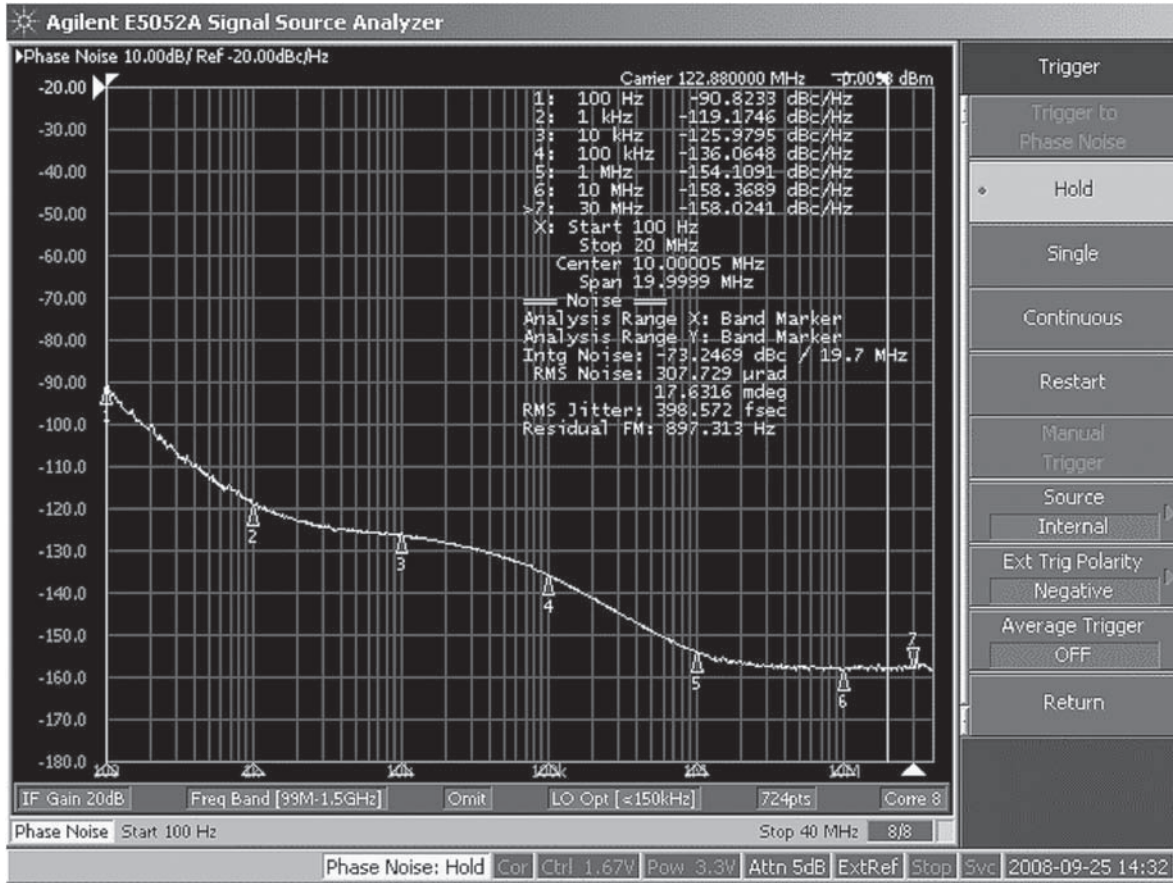 Agilent E5052A Signal Source Analyzer
▶Phase Noise 10.00dB/ Ref -20.00dBc/Hz
Carrier 122.880000 MHz dBm
-20.00
-30.00
-40.00
-50.00
-60.00
-70.00
-80.00
-90.00
-100.0
-110.0
-120.0
-130.0
-140.0
-150.0
-160.0
-170.0
-180.0
1: 100 Hz -90.8233 dBc/Hz
2: 1 kHz -119.1746 dBc/Hz
3: 10 kHz -125.9795 dBc/Hz
4: 100 kHz -136.0648 dBc/Hz
5: 1 MHz -154.1091 dBc/Hz
6: 10 MHz -158.3689 dBc/Hz
>7: 30 MHz -158.0241 dBc/Hz
X: Start 100 Hz
Stop 20 MHz
Center 10.00005 MHz
Span 19.9999 MHz
=== Noise ===
Analysis Range X: Band Marker
Analysis Range Y: Band Marker
Intg Noise: -73.2469 dBc / 19.7 MHz
RMS Noise: 307.729 µrad
17.6316 mdeg
RMS Jitter: 398.572 fsec
Residual FM: 897.313 Hz
1
2
3
4
5
6
7
10M
IF Gain 20dB
Freq Band [99M-1.5GHz]
Omit
LO Opt [<150kHz]
724pts
Corre 8
Phase Noise Start 100 Hz
Stop 40 MHz
8/8
Phase Noise: Hold
Cor
Ctrl 1.67V
Pow 3.3V
Attn 5dB
ExtRef
Stop
Svc
2008-09-25 14:32
Trigger
Trigger to
Phase Noise
Hold
Single
Continuous
Restart
Manual
Trigger
Source
Internal
Ext Trig Polarity
Negative
Average Trigger
OFF
Return